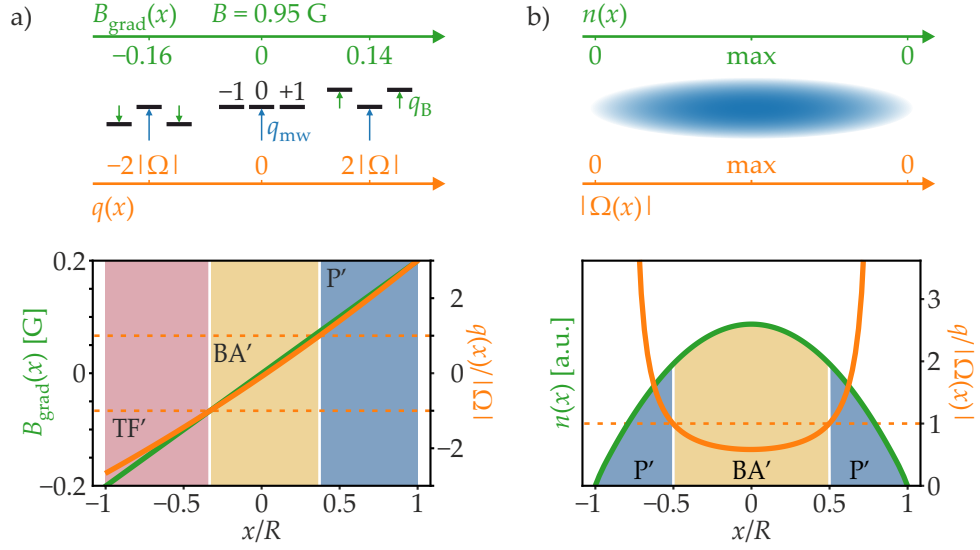 a)
B_grad(x) B = 0.95 G
−0.16 0 0.14
−1 0 +1
q_B
q_mw
−2|Ω| 0 2|Ω|
q(x)
0.2
0
−0.2
B_grad(x) [G]
TF′
BA′
P′
2
0
−2
q(x)/|Ω|
−1 −0.5 0 0.5 1
x/R
b)
n(x)
0 max 0
0 max 0
|Ω(x)|
n(x) [a.u.]
P′ BA′ P′
3
2
1
0
q/|Ω(x)|
−1 −0.5 0 0.5 1
x/R